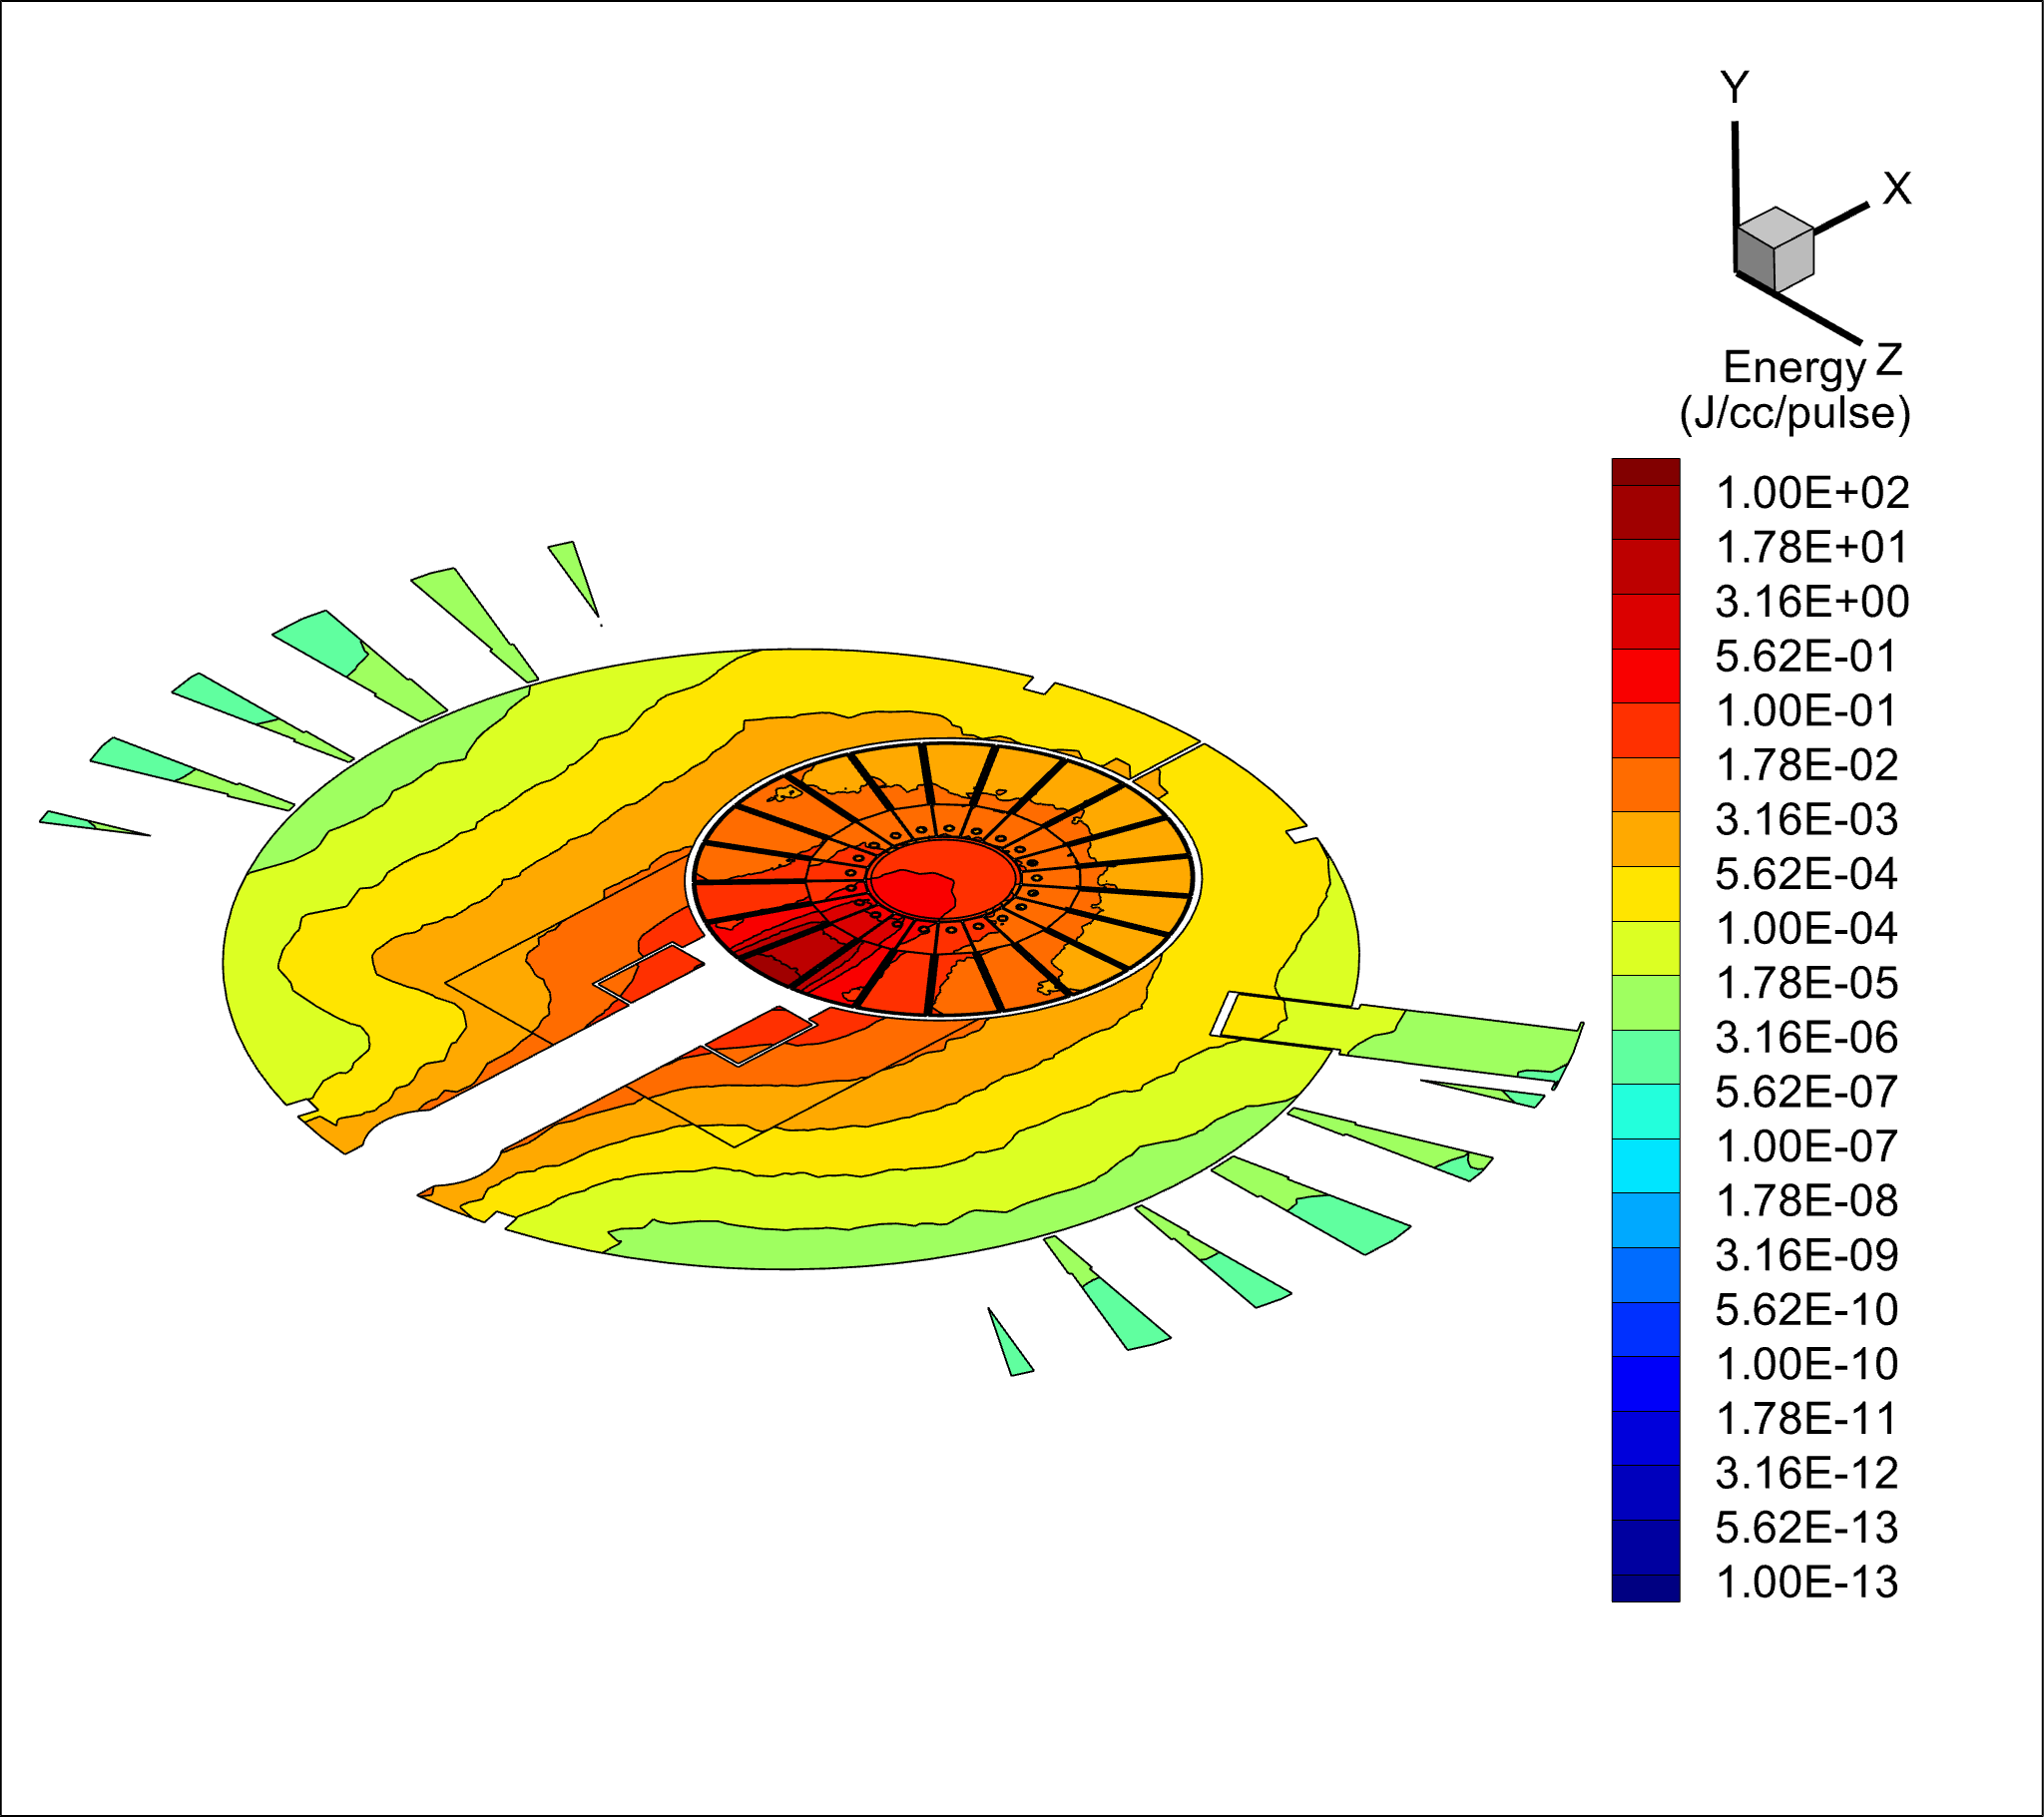 Y
X
Z
Energy
(J/cc/pulse)
1.00E+02
1.78E+01
3.16E+00
5.62E-01
1.00E-01
1.78E-02
3.16E-03
5.62E-04
1.00E-04
1.78E-05
3.16E-06
5.62E-07
1.00E-07
1.78E-08
3.16E-09
5.62E-10
1.00E-10
1.78E-11
3.16E-12
5.62E-13
1.00E-13